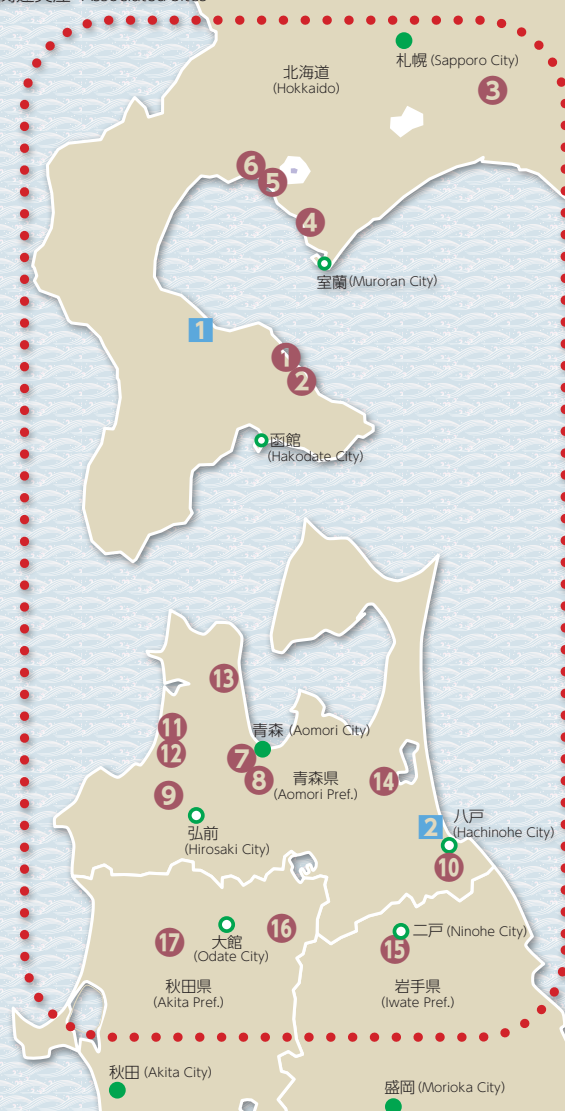 Associated Sites
札幌 (Sapporo City)
北海道
(Hokkaido)
3
6
5
4
室蘭 (Muroran City)
1
1
2
函館
(Hakodate City)
13
11
12
青森 (Aomori City)
7
8
青森県
(Aomori Pref.)
14
9
弘前
(Hirosaki City)
2
八戸
(Hachinohe City)
10
17
大館
(Odate City)
16
二戸 (Ninohe City)
15
秋田県
(Akita Pref.)
岩手県
(Iwate Pref.)
秋田 (Akita City)
盛岡 (Morioka City)